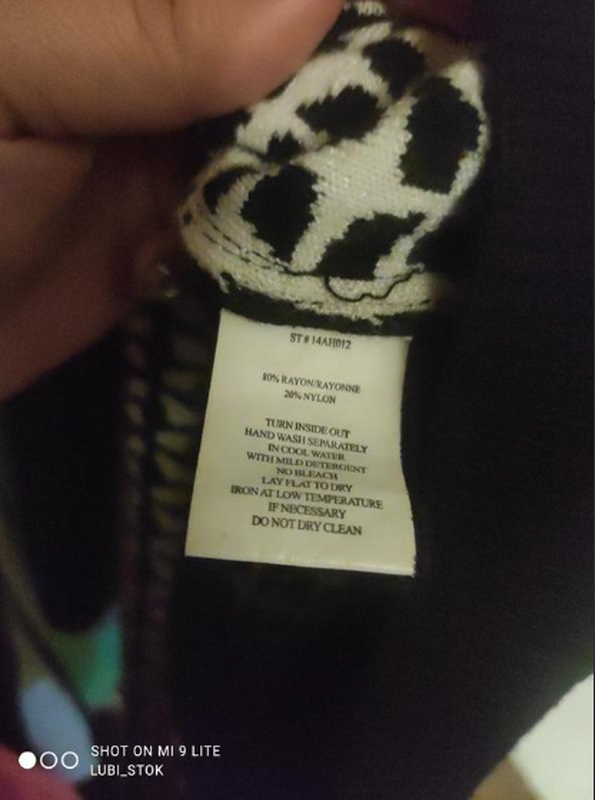 ST # 14AH012
80% RAYON/RAYONNE
20% NYLON
TURN INSIDE OUT
HAND WASH SEPARATELY
IN COOL WATER
WITH MILD DETERGENT
NO BLEACH
LAY FLAT TO DRY
IRON AT LOW TEMPERATURE
IF NECESSARY
DO NOT DRY CLEAN
SHOT ON MI 9 LITE
LUBI_STOK